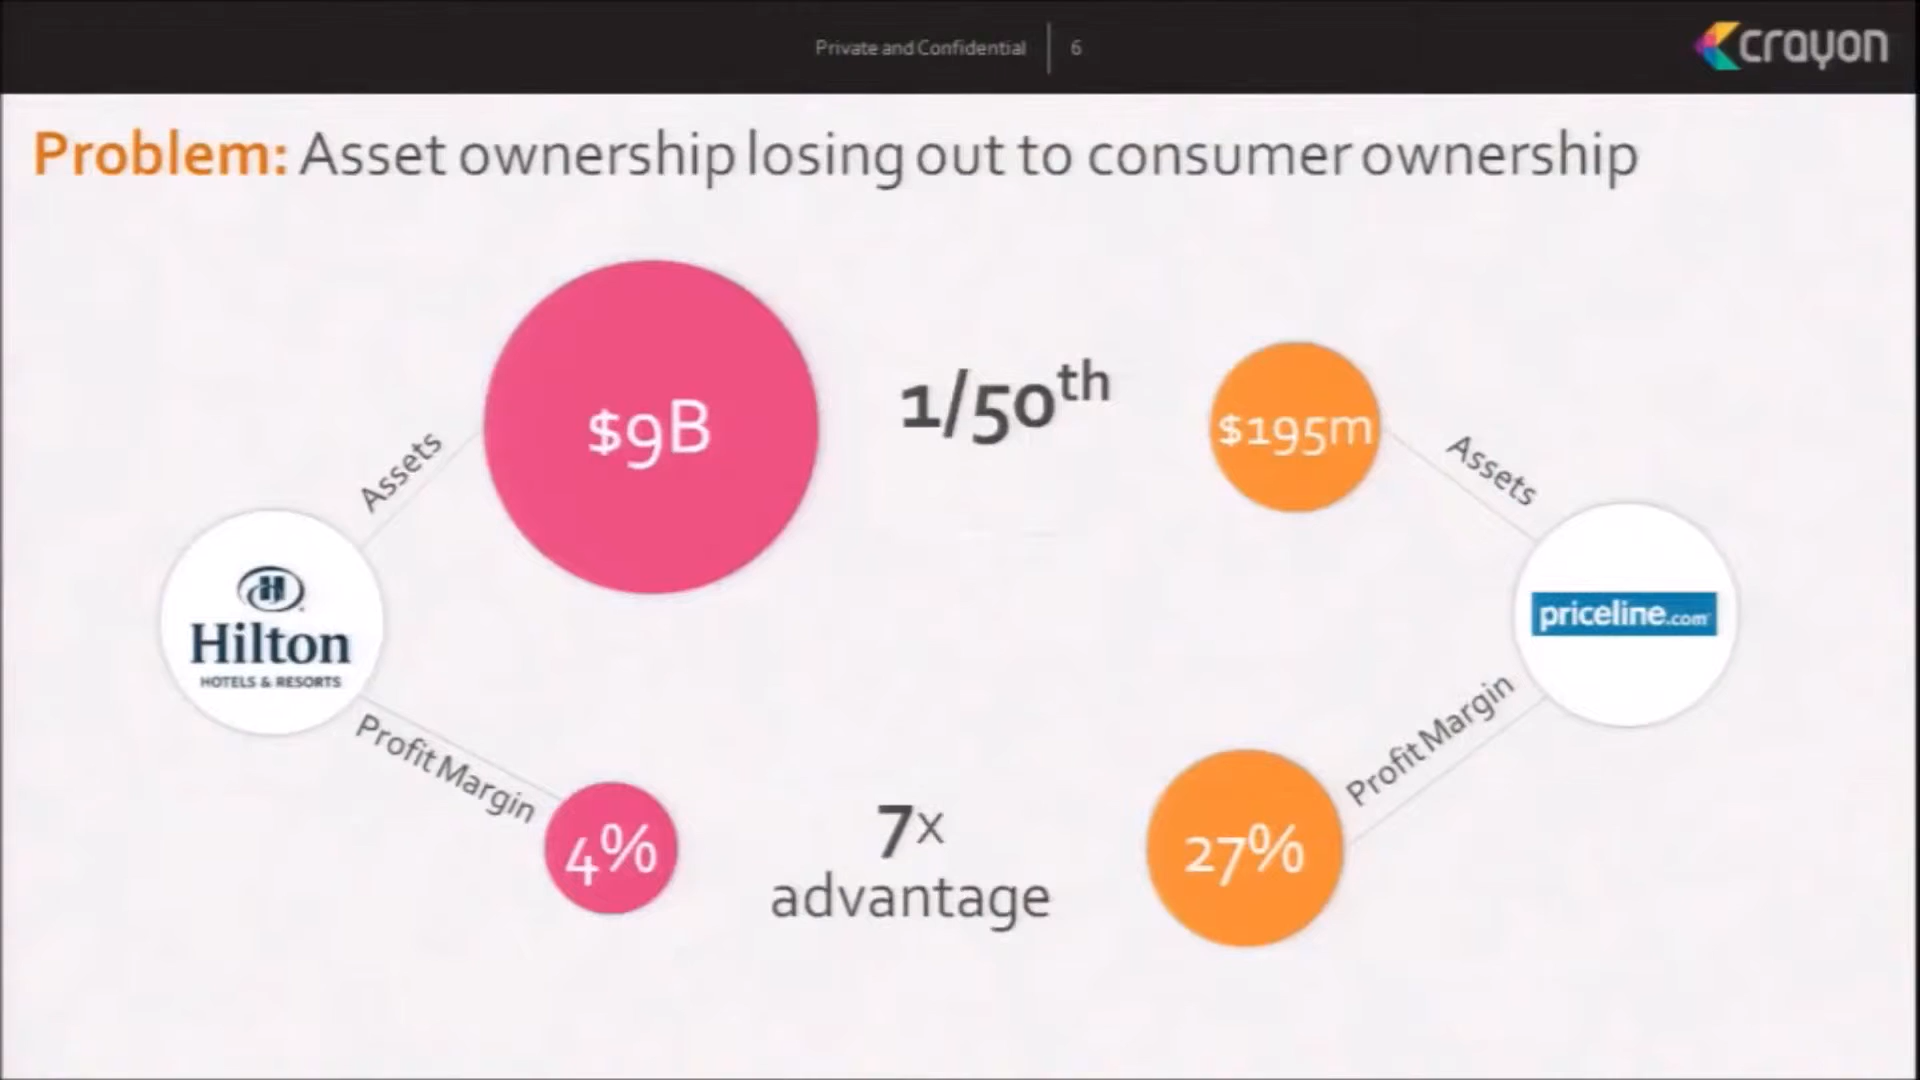 Private and Confidential
6
crayon
Problem: Asset ownership losing out to consumer ownership
$9B
1/50th
$195m
Assets
Assets
Hilton
HOTELS & RESORTS
priceline.com
Profit Margin
Profit Margin
4%
7x
advantage
27%